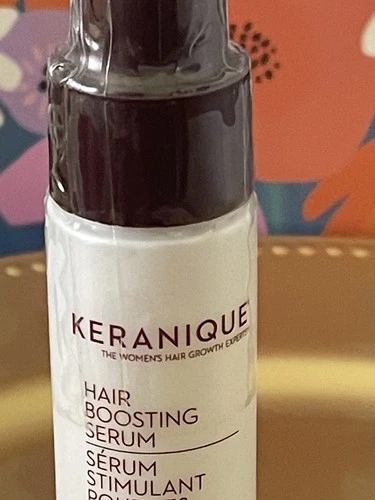 KERANIQUE
THE WOMEN'S HAIR GROWTH EXPERTS
HAIR
BOOSTING
SERUM
SÉRUM
STIMULANT